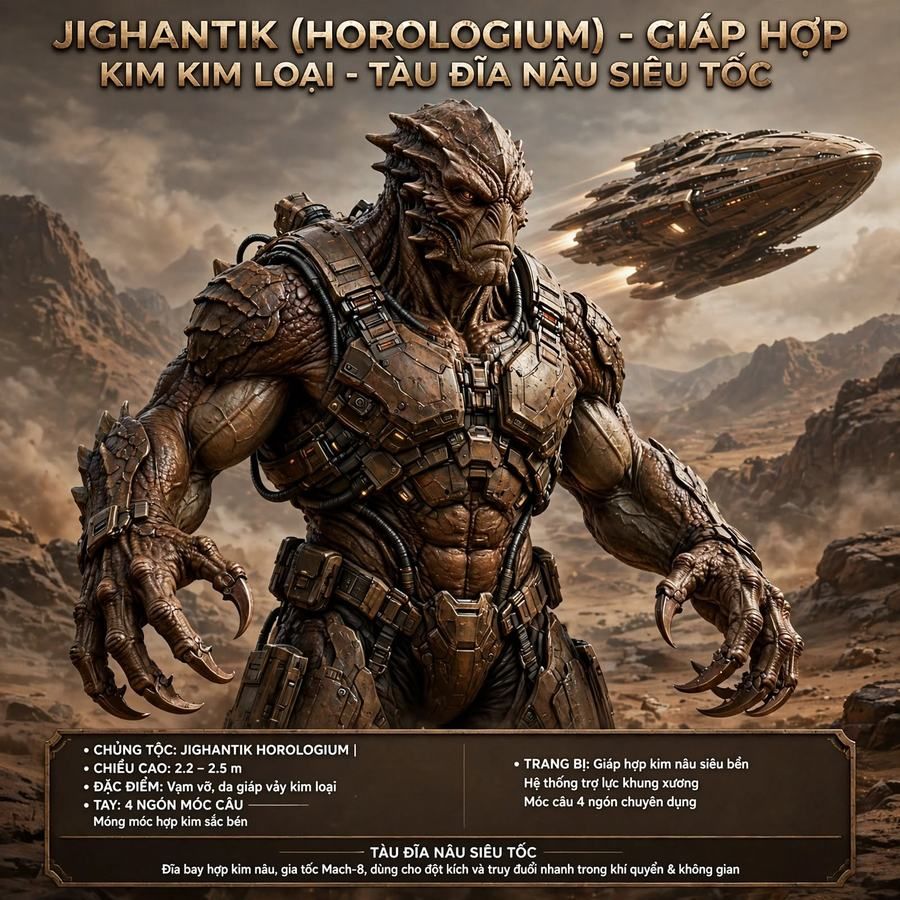 JIGHANTIK (HOROLOGIUM) - GIÁP HỢP
KIM KIM LOẠI - TÀU ĐĨA NÂU SIÊU TỐC
• CHỦNG TỘC: JIGHANTIK HOROLOGIUM |
• CHIỀU CAO: 2.2 – 2.5 m
• ĐẶC ĐIỂM: Vạm vỡ, da giáp vảy kim loại
• TAY: 4 NGÓN MÓC CÂU
Móng móc hợp kim sắc bén
• TRANG BỊ: Giáp hợp kim nâu siêu bền
Hệ thống trợ lực khung xương
Móc câu 4 ngón chuyên dụng
TÀU ĐĨA NÂU SIÊU TỐC
Đĩa bay hợp kim nâu, gia tốc Mach-8, dùng cho đột kích và truy đuổi nhanh trong khí quyển & không gian